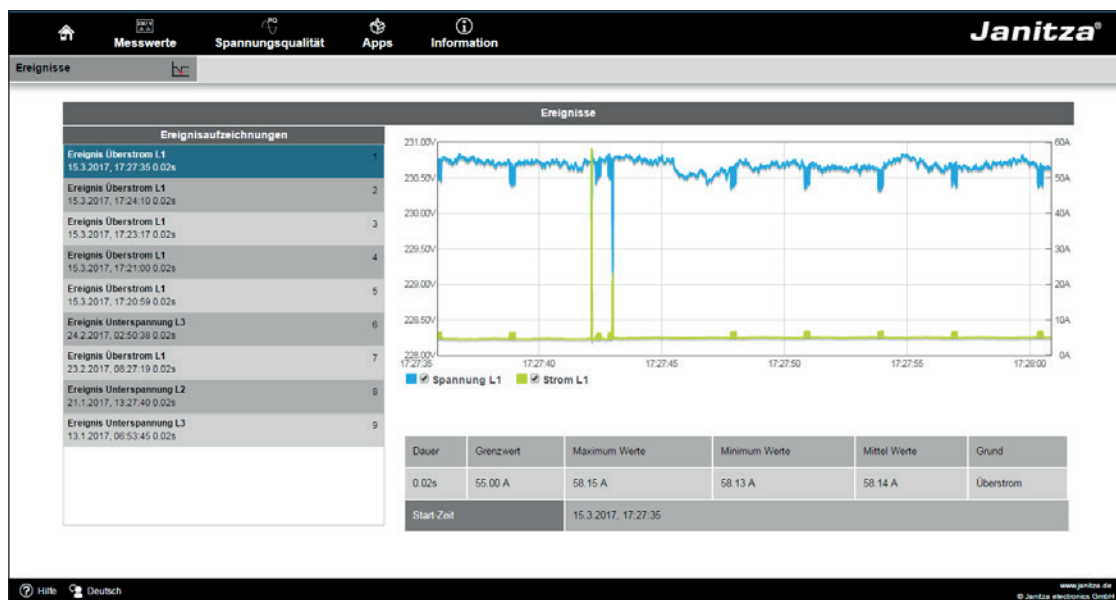 Messwerte
Spannungsqualität
Apps
Information
Janitza®
Ereignisse
Ereignisse
Ereignisaufzeichnungen
Ereignis Überstrom L1 1
15.3.2017, 17:27:35 0.02s
Ereignis Überstrom L1 2
15.3.2017, 17:24:10 0.02s
Ereignis Überstrom L1 3
15.3.2017, 17:23:17 0.02s
Ereignis Überstrom L1 4
15.3.2017, 17:21:00 0.02s
Ereignis Überstrom L1 5
15.3.2017, 17:20:59 0.02s
Ereignis Unterspannung L3 6
24.2.2017, 02:50:38 0.02s
Ereignis Überstrom L1 7
23.2.2017, 08:27:19 0.02s
Ereignis Unterspannung L2 8
21.1.2017, 13:27:40 0.02s
Ereignis Unterspannung L3 9
13.1.2017, 06:53:45 0.02s
231.00V 60A
230.50V 50A
230.00V 40A
229.50V 30A
229.00V 20A
228.50V 10A
228.00V 0A
17:27:35 17:27:40 17:27:45 17:27:50 17:27:55 17:28:00
Spannung L1 Strom L1
Dauer Grenzwert Maximum Werte Minimum Werte Mittel Werte Grund
0.02s 55.00 A 58.15 A 58.13 A 58.14 A Überstrom
Start-Zeit 15.3.2017, 17:27:35
Hilfe Deutsch
www.janitza.de
© Janitza electronics GmbH